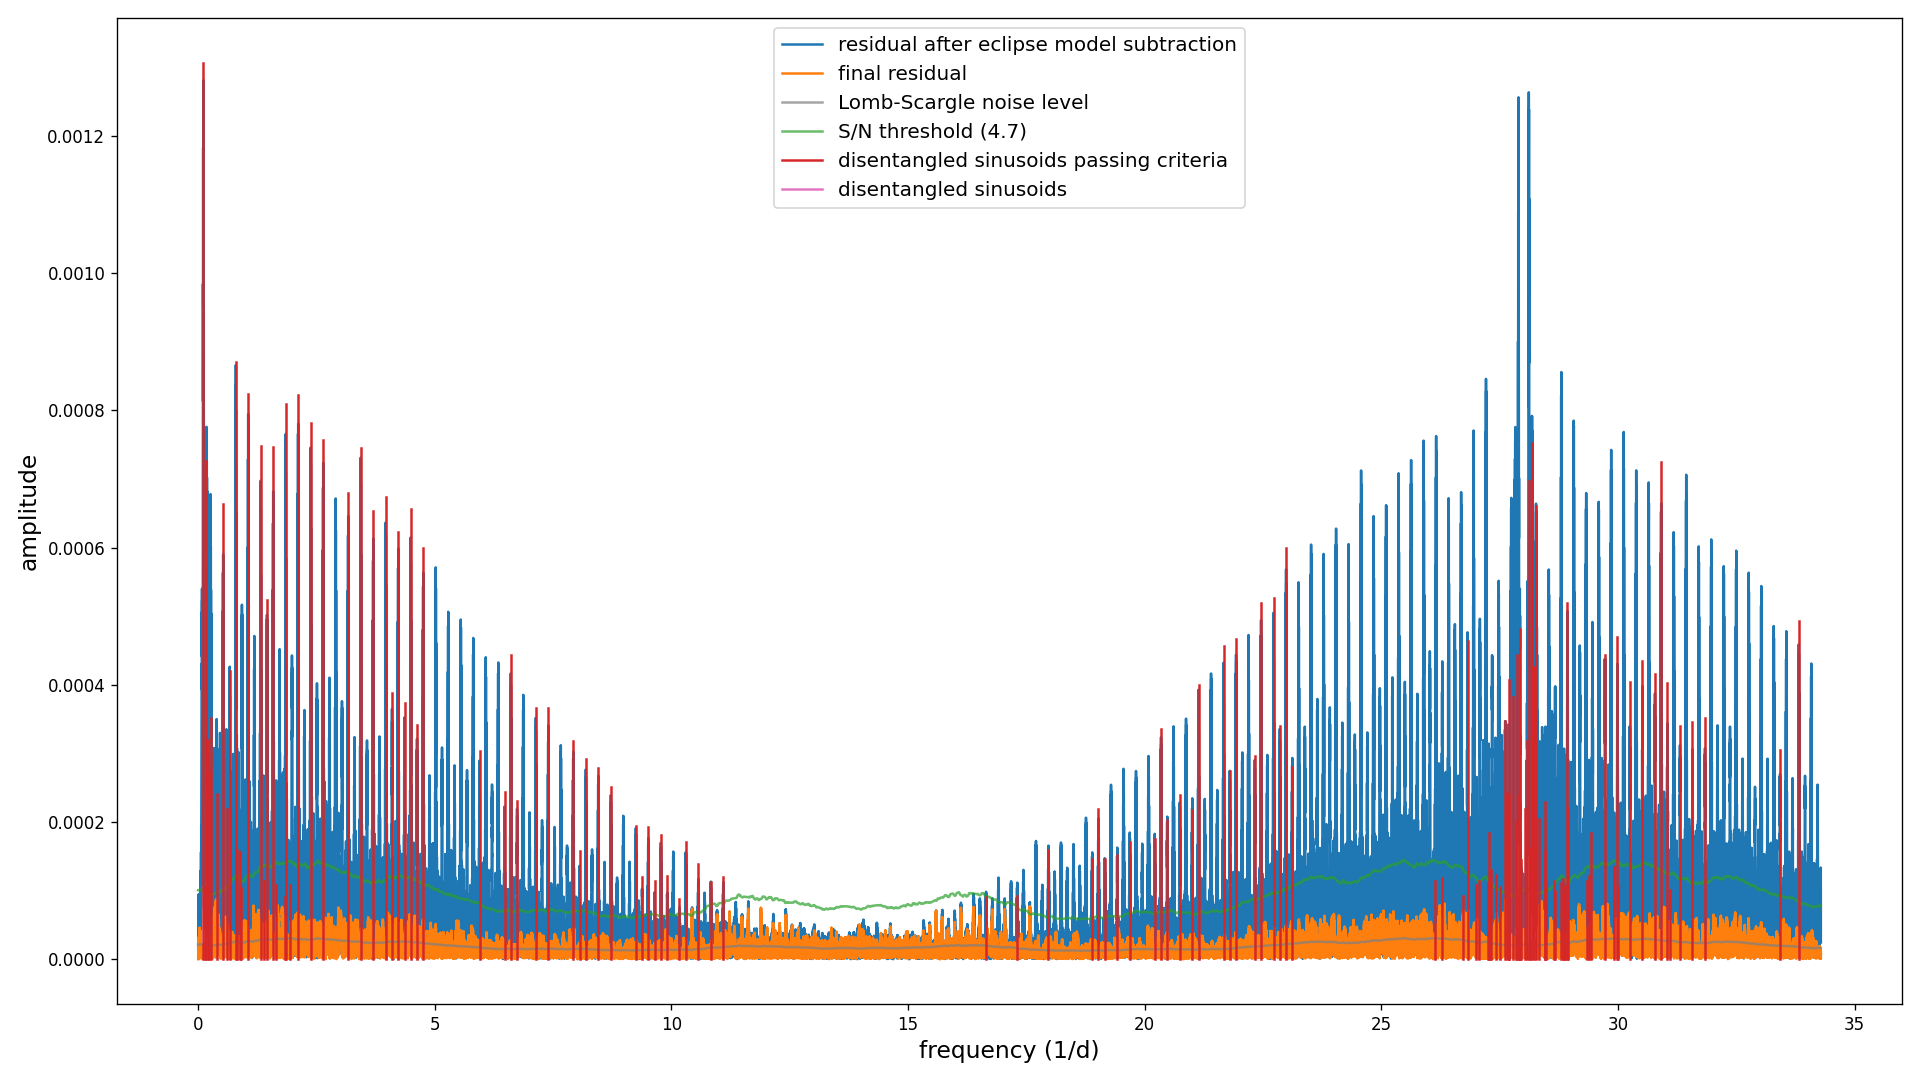 residual after eclipse model subtraction
final residual
Lomb-Scargle noise level
S/N threshold (4.7)
disentangled sinusoids passing criteria
disentangled sinusoids
amplitude
0.0012
0.0010
0.0008
0.0006
0.0004
0.0002
0.0000
0 5 10 15 20 25 30 35
frequency (1/d)